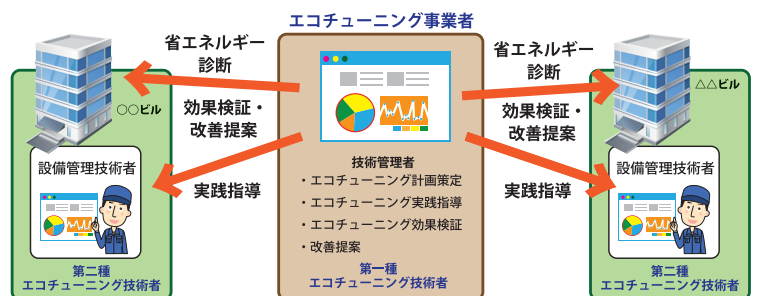 エコチューニング事業者
省エネルギー
診断
効果検証・
改善提案
実践指導
○○ビル
設備管理技術者
第二種
エコチューニング技術者
技術管理者
・エコチューニング計画策定
・エコチューニング実践指導
・エコチューニング効果検証
・改善提案
第一種
エコチューニング技術者
省エネルギー
診断
効果検証・
改善提案
実践指導
△△ビル
設備管理技術者
第二種
エコチューニング技術者